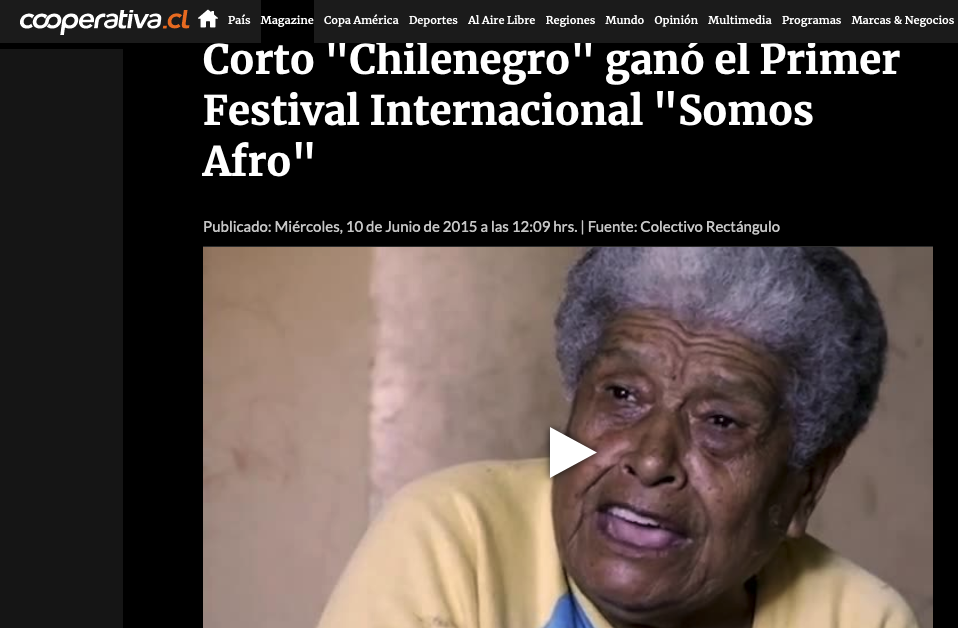 cooperativa.cl País Magazine Copa América Deportes Al Aire Libre Regiones Mundo Opinión Multimedia Programas Marcas & Negocios
Corto "Chilenegro" ganó el Primer
Festival Internacional "Somos
Afro"
Publicado: Miércoles, 10 de Junio de 2015 a las 12:09 hrs. | Fuente: Colectivo Rectángulo